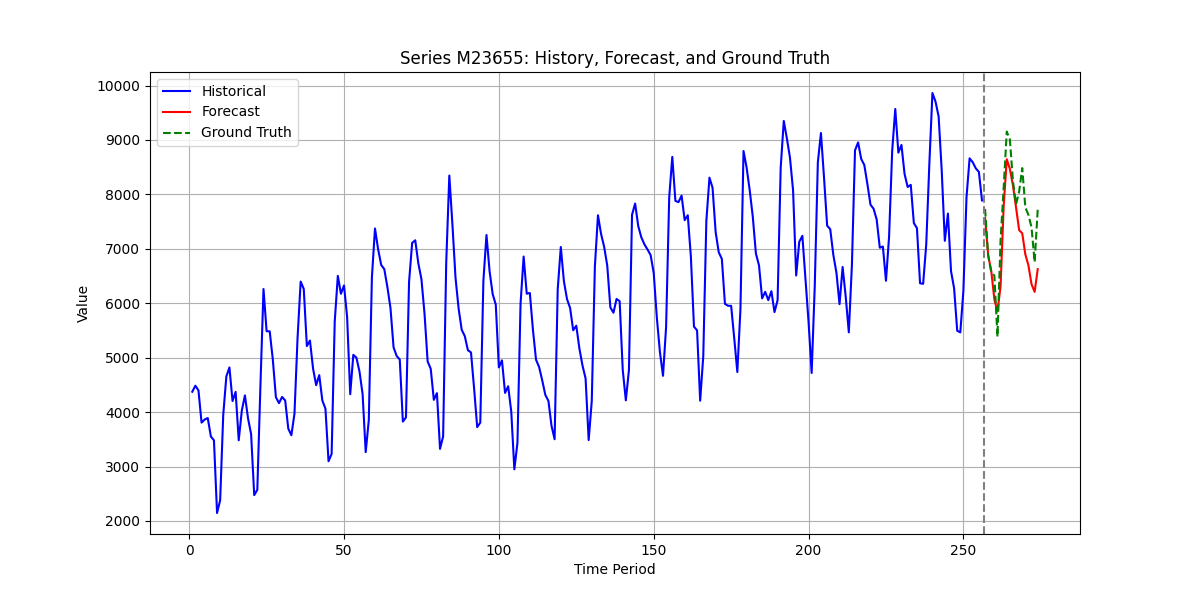 Series M23655: History, Forecast, and Ground Truth
Historical
Forecast
Ground Truth
10000
9000
8000
7000
6000
5000
4000
3000
2000
Value
0 50 100 150 200 250
Time Period